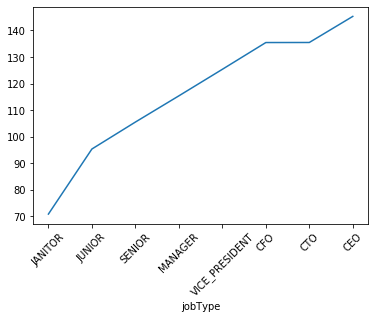 140
130
120
110
100
90
80
70
JANITOR
JUNIOR
SENIOR
MANAGER
VICE_PRESIDENT
CFO
CTO
CEO
jobType